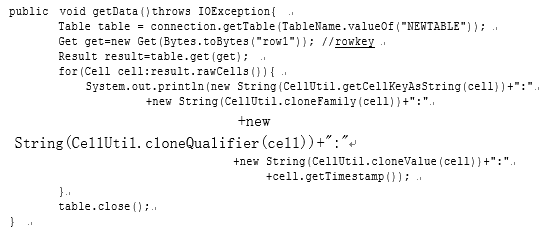 public void getData()throws IOException{
Table table = connection.getTable(TableName.valueOf("NEWTABLE"));
Get get=new Get(Bytes.toBytes("row1")); //rowkey
Result result=table.get(get);
for(Cell cell:result.rawCells()){
System.out.println(new String(CellUtil.getCellKeyAsString(cell))+":"
+new String(CellUtil.cloneFamily(cell))+":"
+new
String(CellUtil.cloneQualifier(cell))+":"
+new String(CellUtil.cloneValue(cell))+":"
+cell.getTimestamp());
}
table.close();
}